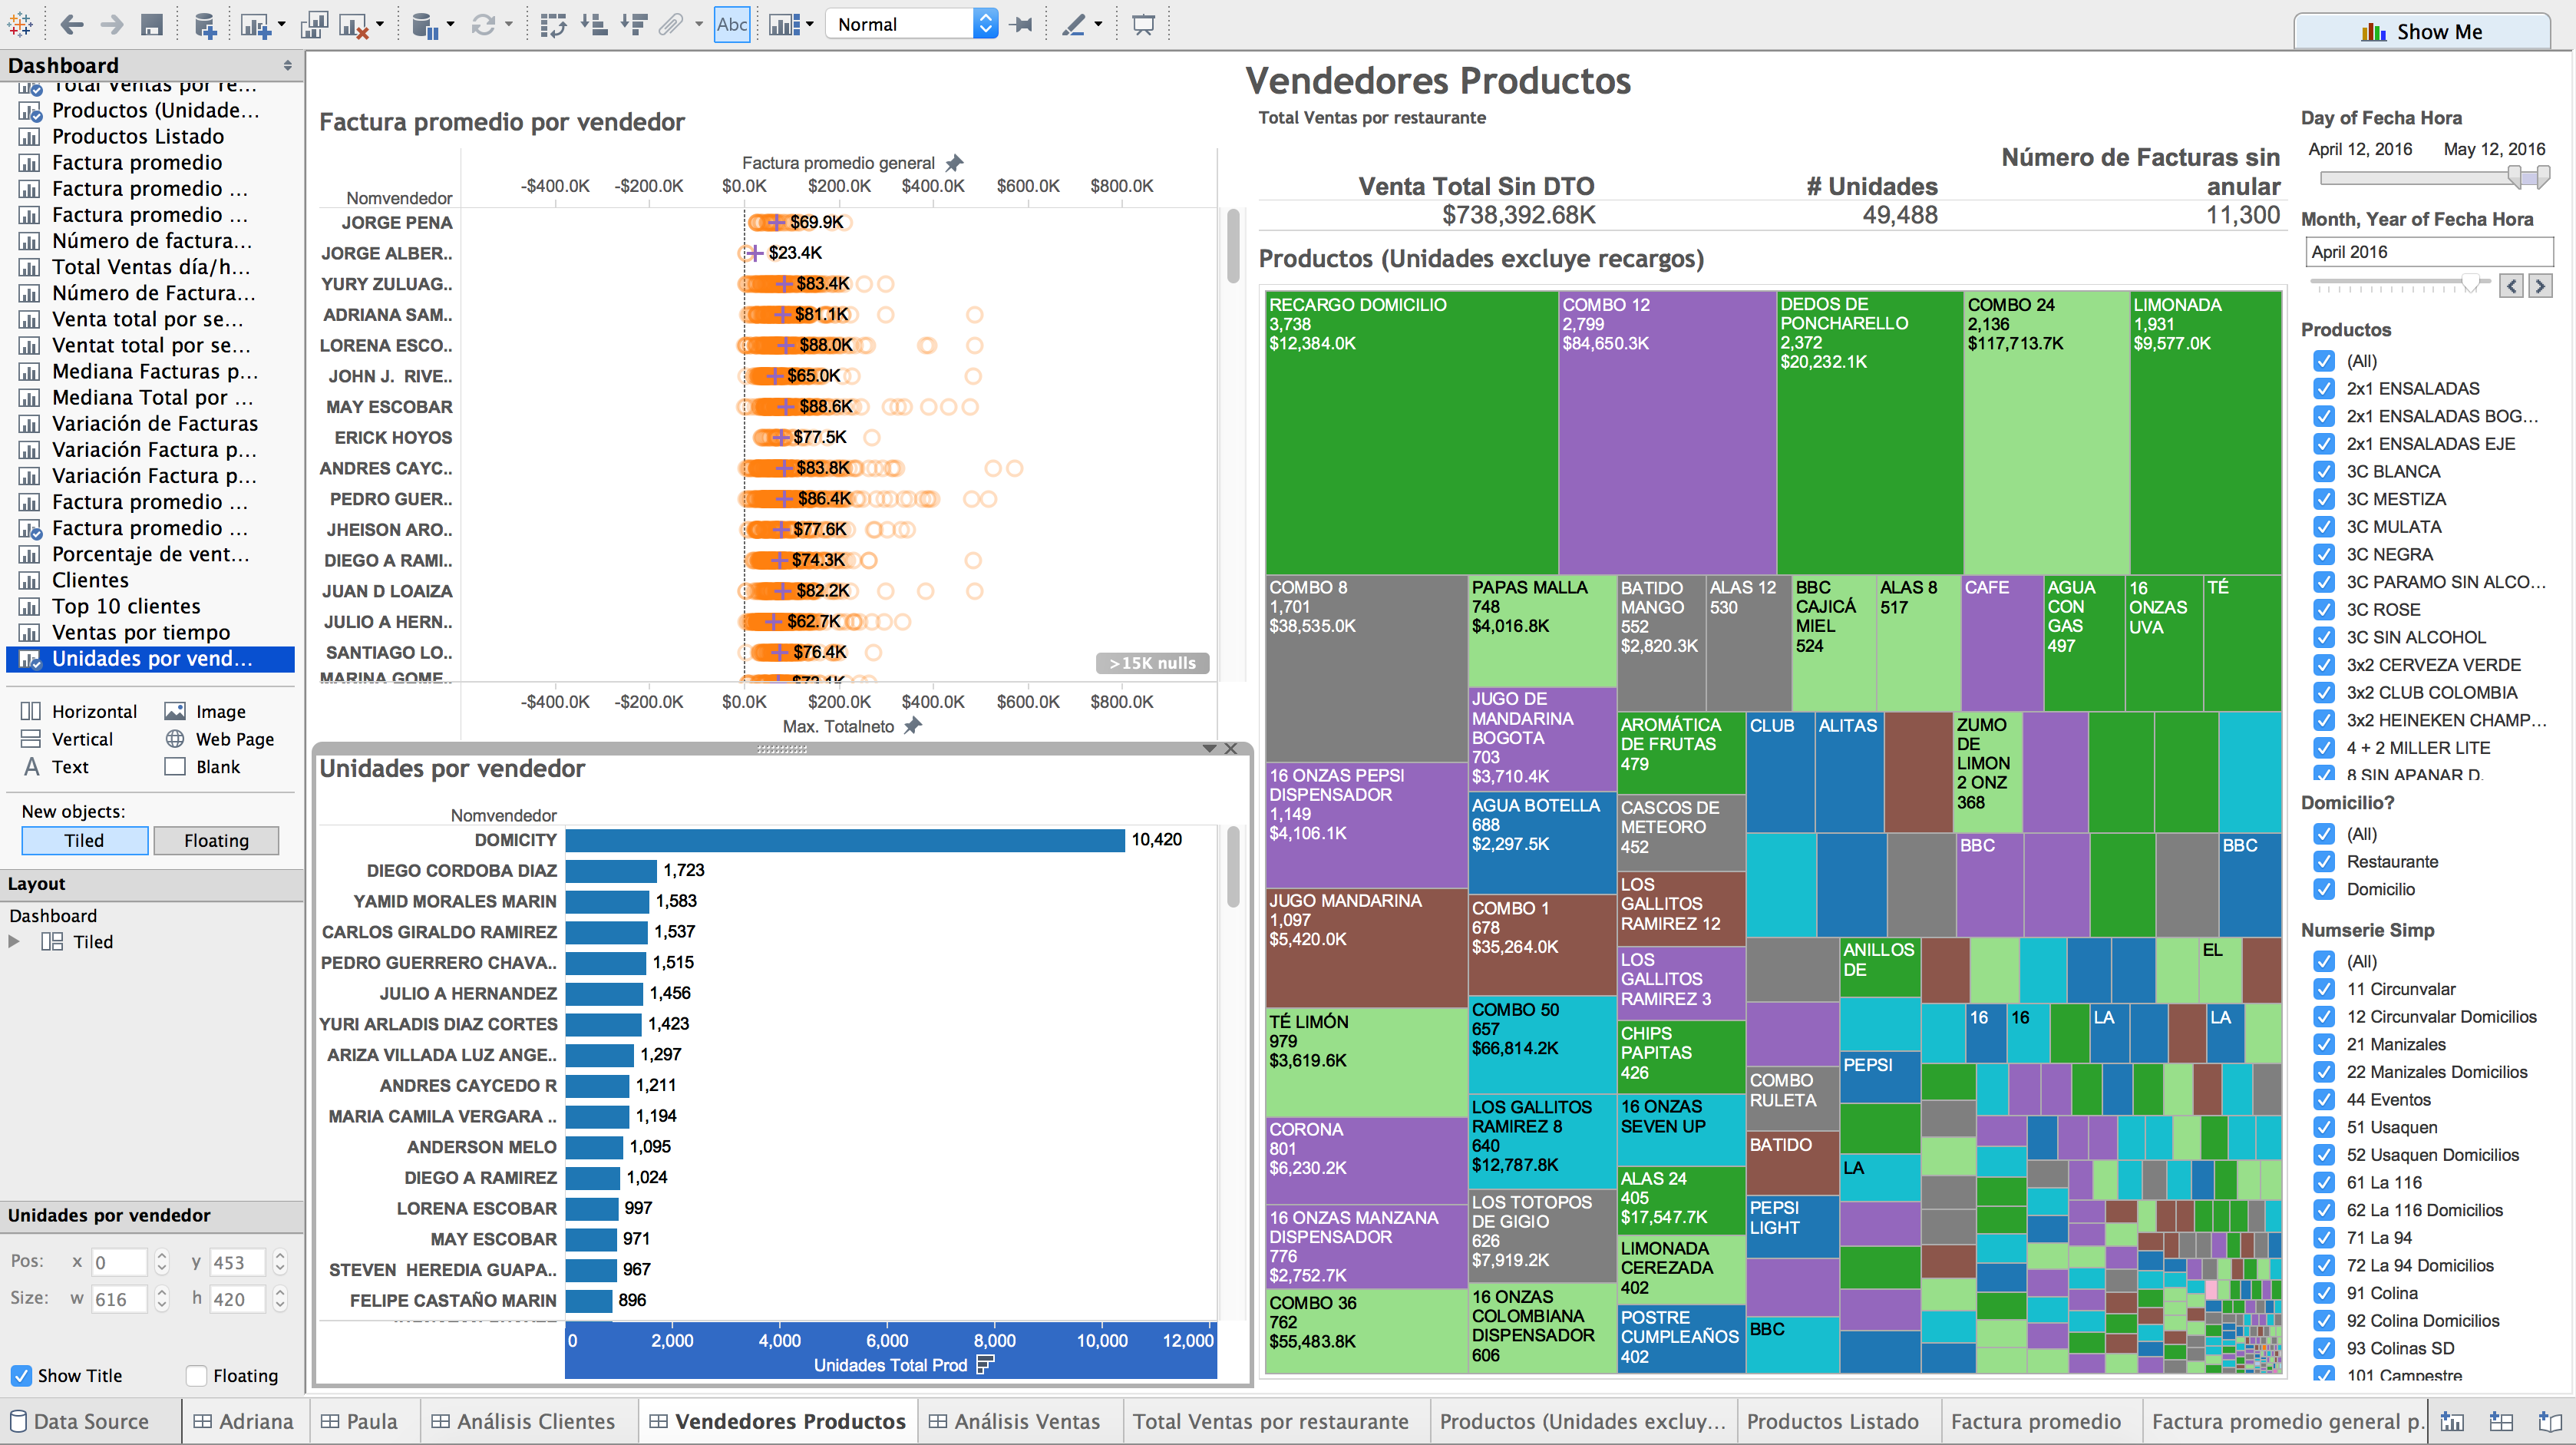 Abc
Normal
Show Me
Dashboard
Total Ventas por re...
Productos (Unidade...
Productos Listado
Factura promedio
Factura promedio ...
Factura promedio ...
Número de factura...
Total Ventas día/h...
Número de Factura...
Venta total por se...
Ventat total por se...
Mediana Facturas p...
Mediana Total por ...
Variación de Facturas
Variación Factura p...
Variación Factura p...
Factura promedio ...
Factura promedio ...
Porcentaje de vent...
Clientes
Top 10 clientes
Ventas por tiempo
Unidades por vend...
Horizontal
Image
Vertical
Web Page
Text
Blank
New objects:
Tiled
Floating
Layout
Dashboard
Tiled
Unidades por vendedor
Pos: x 0 y 453
Size: w 616 h 420
Show Title
Floating
Vendedores Productos
Factura promedio por vendedor
Factura promedio general
Nomvendedor
-$400.0K -$200.0K $0.0K $200.0K $400.0K $600.0K $800.0K
JORGE PENA $69.9K
JORGE ALBER.. $23.4K
YURY ZULUAG.. $83.4K
ADRIANA SAM.. $81.1K
LORENA ESCO.. $88.0K
JOHN J. RIVE.. $65.0K
MAY ESCOBAR $88.6K
ERICK HOYOS $77.5K
ANDRES CAYC.. $83.8K
PEDRO GUER.. $86.4K
JHEISON ARO.. $77.6K
DIEGO A RAMI.. $74.3K
JUAN D LOAIZA $82.2K
JULIO A HERN.. $62.7K
SANTIAGO LO.. $76.4K
MARINA GOME..
>15K nulls
-$400.0K -$200.0K $0.0K $200.0K $400.0K $600.0K $800.0K
Max. Totalneto
Unidades por vendedor
Nomvendedor
DOMICITY 10,420
DIEGO CORDOBA DIAZ 1,723
YAMID MORALES MARIN 1,583
CARLOS GIRALDO RAMIREZ 1,537
PEDRO GUERRERO CHAVA.. 1,515
JULIO A HERNANDEZ 1,456
YURI ARLADIS DIAZ CORTES 1,423
ARIZA VILLADA LUZ ANGE.. 1,297
ANDRES CAYCEDO R 1,211
MARIA CAMILA VERGARA .. 1,194
ANDERSON MELO 1,095
DIEGO A RAMIREZ 1,024
LORENA ESCOBAR 997
MAY ESCOBAR 971
STEVEN HEREDIA GUAPA.. 967
FELIPE CASTAÑO MARIN 896
0 2,000 4,000 6,000 8,000 10,000 12,000
Unidades Total Prod
Total Ventas por restaurante
Venta Total Sin DTO
# Unidades
Número de Facturas sin
anular
$738,392.68K
49,488
11,300
Productos (Unidades excluye recargos)
RECARGO DOMICILIO
3,738
$12,384.0K
COMBO 12
2,799
$84,650.3K
DEDOS DE
PONCHARELLO
2,372
$20,232.1K
COMBO 24
2,136
$117,713.7K
LIMONADA
1,931
$9,577.0K
COMBO 8
1,701
$38,535.0K
16 ONZAS PEPSI
DISPENSADOR
1,149
$4,106.1K
JUGO MANDARINA
1,097
$5,420.0K
TÉ LIMÓN
979
$3,619.6K
CORONA
801
$6,230.2K
16 ONZAS MANZANA
DISPENSADOR
776
$2,752.7K
COMBO 36
762
$55,483.8K
PAPAS MALLA
748
$4,016.8K
JUGO DE
MANDARINA
BOGOTA
703
$3,710.4K
AGUA BOTELLA
688
$2,297.5K
COMBO 1
678
$35,264.0K
COMBO 50
657
$66,814.2K
LOS GALLITOS
RAMIREZ 8
640
$12,787.8K
LOS TOTOPOS
DE GIGIO
626
$7,919.2K
16 ONZAS
COLOMBIANA
DISPENSADOR
606
BATIDO
MANGO
552
$2,820.3K
ALAS 12
530
BBC
CAJICÁ
MIEL
524
ALAS 8
517
CAFE
AGUA
CON
GAS
497
16
ONZAS
UVA
TÉ
AROMÁTICA
DE FRUTAS
479
CASCOS DE
METEORO
452
LOS
GALLITOS
RAMIREZ 12
LOS
GALLITOS
RAMIREZ 3
CHIPS
PAPITAS
426
16 ONZAS
SEVEN UP
ALAS 24
405
$17,547.7K
LIMONADA
CEREZADA
402
POSTRE
CUMPLEAÑOS
402
CLUB
ALITAS
ZUMO
DE
LIMON
2 ONZ
368
BBC
BBC
ANILLOS
DE
EL
16
16
LA
LA
PEPSI
COMBO
RULETA
BATIDO
LA
PEPSI
LIGHT
BBC
Day of Fecha Hora
April 12, 2016 May 12, 2016
Month, Year of Fecha Hora
April 2016
Productos
(All)
2x1 ENSALADAS
2x1 ENSALADAS BOG...
2x1 ENSALADAS EJE
3C BLANCA
3C MESTIZA
3C MULATA
3C NEGRA
3C PARAMO SIN ALCO...
3C ROSE
3C SIN ALCOHOL
3x2 CERVEZA VERDE
3x2 CLUB COLOMBIA
3x2 HEINEKEN CHAMP...
4 + 2 MILLER LITE
8 SIN APANAR D.
Domicilio?
(All)
Restaurante
Domicilio
Numserie Simp
(All)
11 Circunvalar
12 Circunvalar Domicilios
21 Manizales
22 Manizales Domicilios
44 Eventos
51 Usaquen
52 Usaquen Domicilios
61 La 116
62 La 116 Domicilios
71 La 94
72 La 94 Domicilios
91 Colina
92 Colina Domicilios
93 Colinas SD
101 Campestre
Data Source
Adriana
Paula
Análisis Clientes
Vendedores Productos
Análisis Ventas
Total Ventas por restaurante
Productos (Unidades excluy...
Productos Listado
Factura promedio
Factura promedio general p.